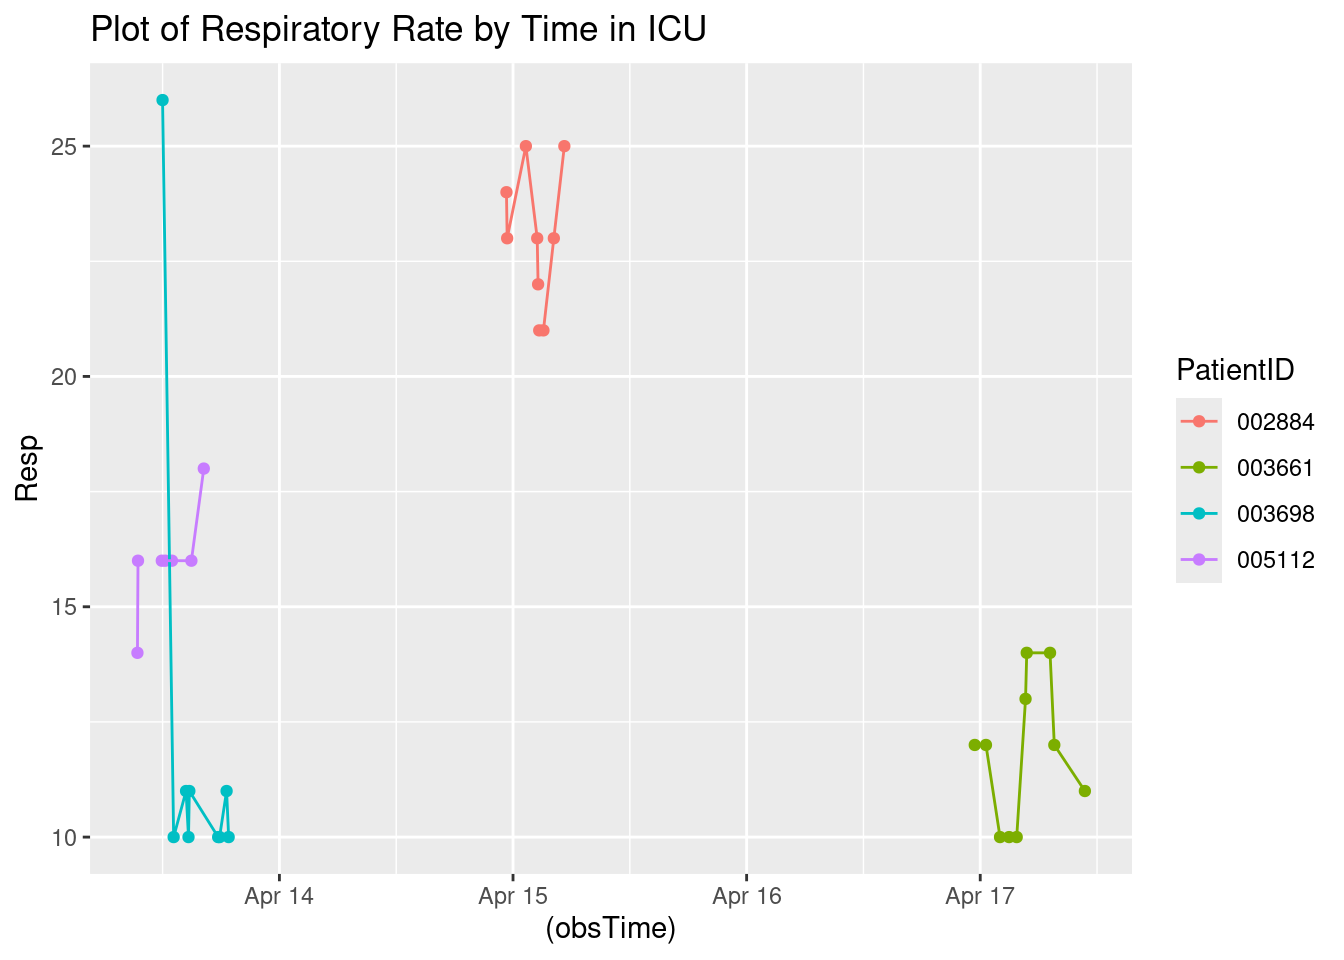 Plot of Respiratory Rate by Time in ICU
25
20
15
10
Resp
Apr 14
Apr 15
Apr 16
Apr 17
(obsTime)
PatientID
002884
003661
003698
005112